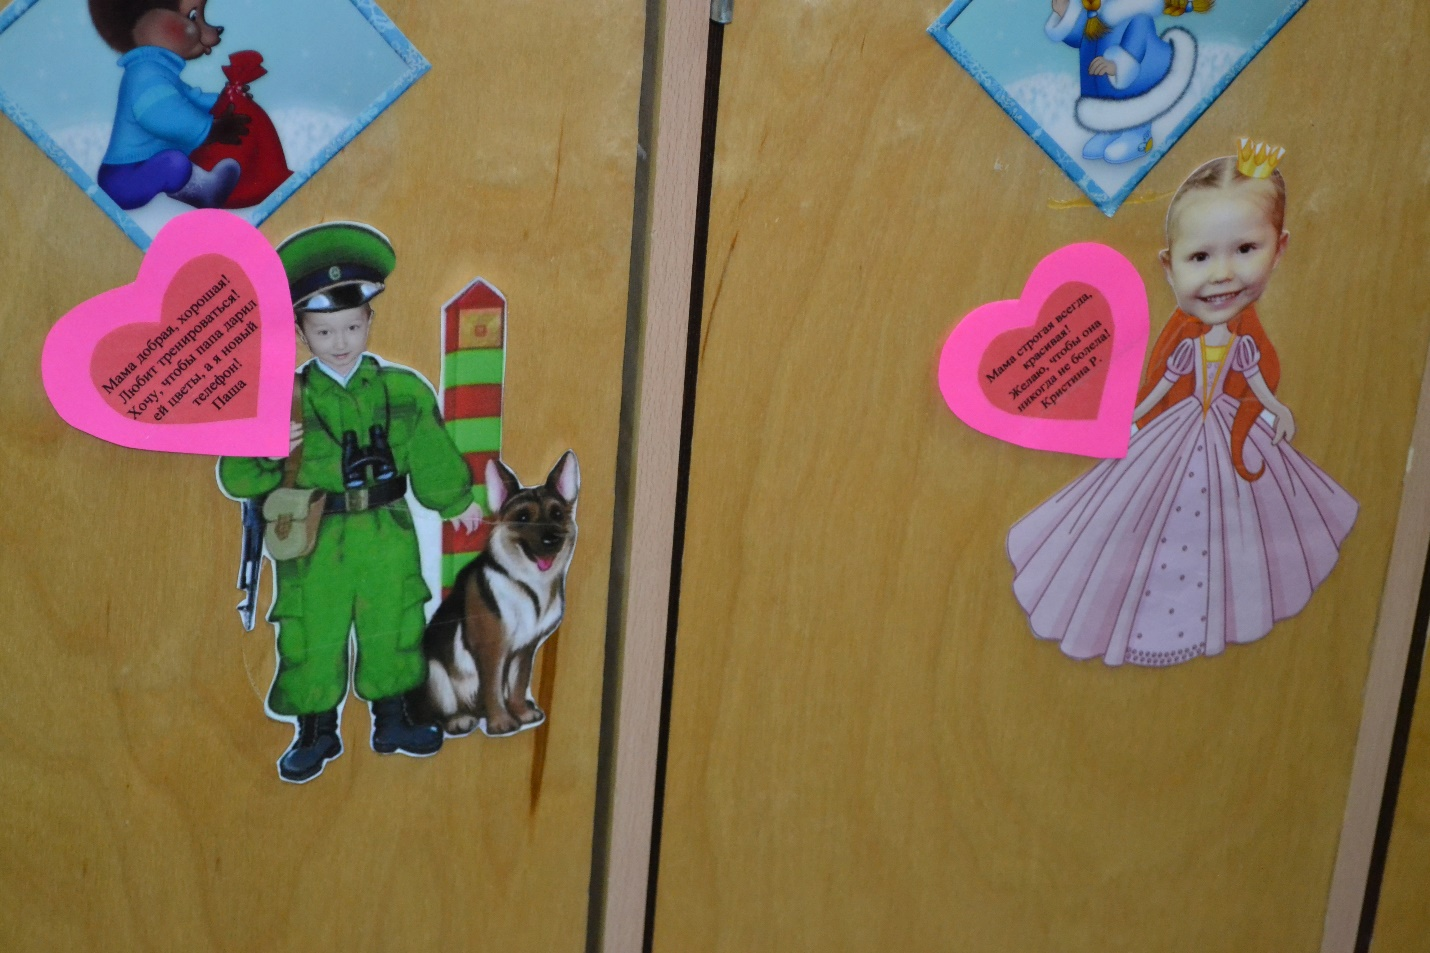 Мама добрая, хорошая!
Любит тренироваться!
Хочу, чтобы папа дарил
ей цветы, а я новый
телефон!
Паша
Мама строгая всегда,
красивая!
Желаю, чтобы она
никогда не болела!
Кристина Р.